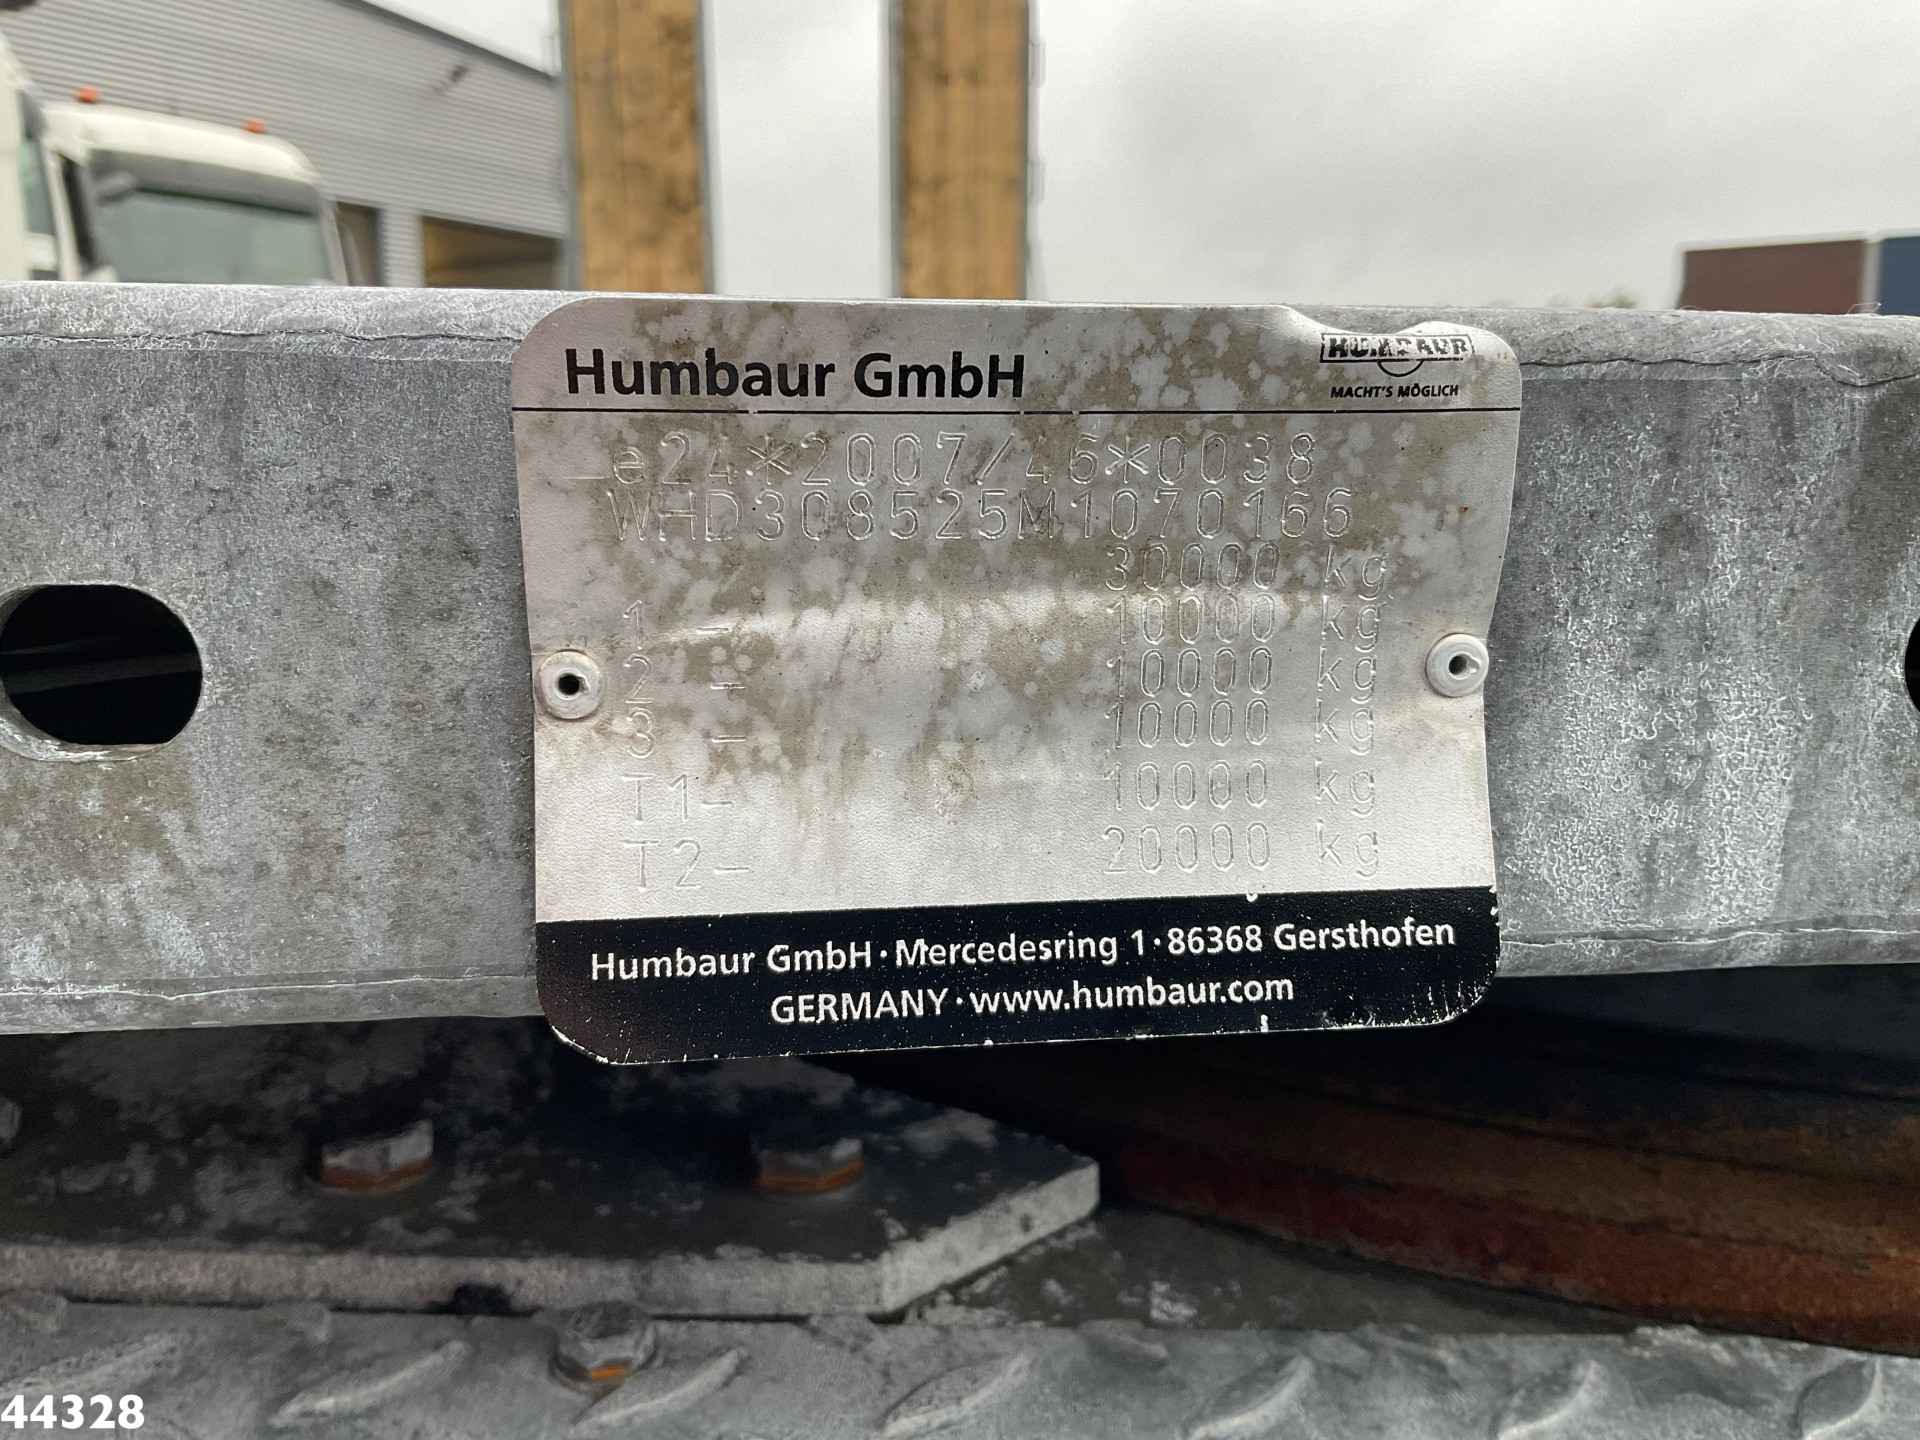 Humbaur GmbH
HUMBAUR
MACHT'S MÖGLICH
e24*2007/46*0038
WHD308525M1070166
30000 kg
1 - 10000 kg
2 - 10000 kg
3 - 10000 kg
T1- 10000 kg
T2- 20000 kg
Humbaur GmbH · Mercedesring 1 · 86368 Gersthofen
GERMANY · www.humbaur.com
44328